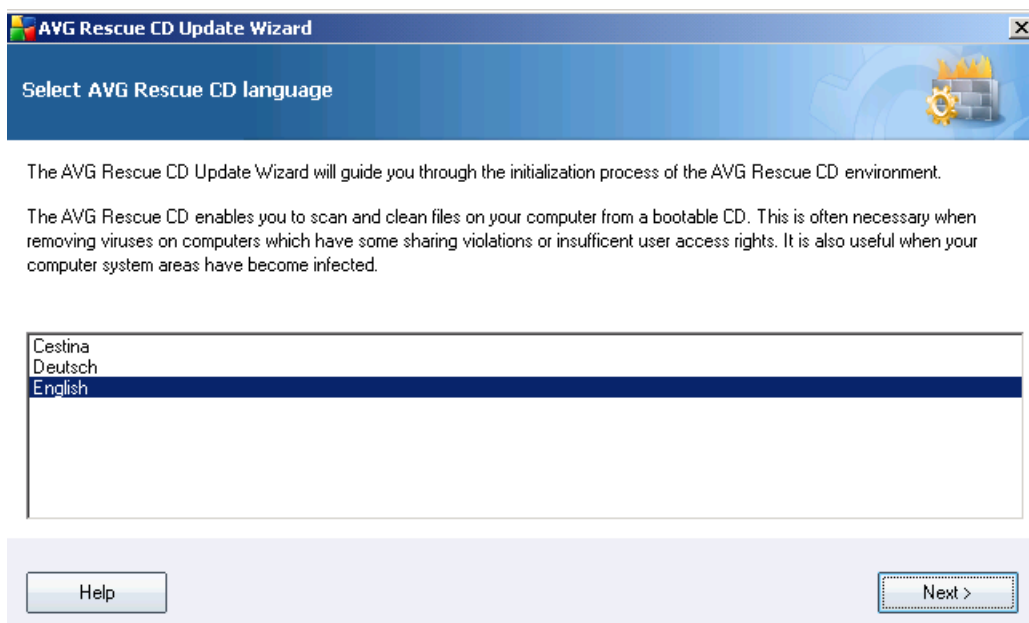 AVG Rescue CD Update Wizard
Select AVG Rescue CD language
The AVG Rescue CD Update Wizard will guide you through the initialization process of the AVG Rescue CD environment.
The AVG Rescue CD enables you to scan and clean files on your computer from a bootable CD. This is often necessary when
removing viruses on computers which have some sharing violations or insufficent user access rights. It is also useful when your
computer system areas have become infected.
Cestina
Deutsch
English
Help
Next >